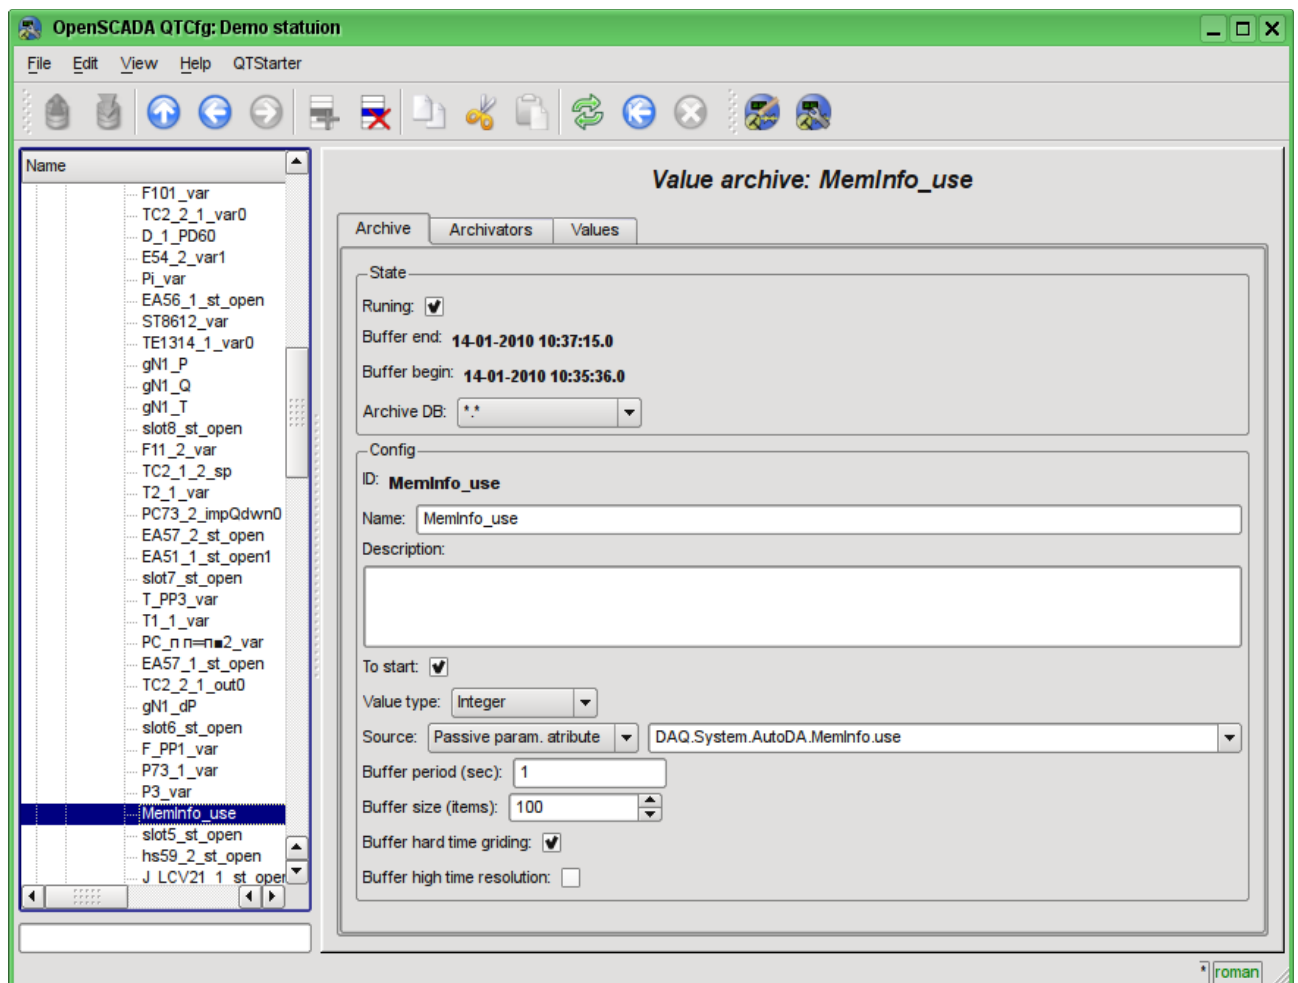 OpenSCADA QTCfg: Demo statuion
File Edit View Help QTStarter
Name
F101_var
TC2_2_1_var0
D_1_PD60
E54_2_var1
Pi_var
EA56_1_st_open
ST8612_var
TE1314_1_var0
gN1_P
gN1_Q
gN1_T
slot8_st_open
F11_2_var
TC2_1_2_sp
T2_1_var
PC73_2_impQdwn0
EA57_2_st_open
EA51_1_st_open1
slot7_st_open
T_PP3_var
T1_1_var
PC_п п═п■2_var
EA57_1_st_open
TC2_2_1_out0
gN1_dP
slot6_st_open
F_PP1_var
P73_1_var
P3_var
MemInfo_use
slot5_st_open
hs59_2_st_open
J_LCV21_1_st_oper
Value archive: MemInfo_use
Archive Archivators Values
State
Runing:
Buffer end: 14-01-2010 10:37:15.0
Buffer begin: 14-01-2010 10:35:36.0
Archive DB: *.*
Config
ID: MemInfo_use
Name: MemInfo_use
Description:
To start:
Value type: Integer
Source: Passive param. atribute DAQ.System.AutoDA.MemInfo.use
Buffer period (sec): 1
Buffer size (items): 100
Buffer hard time griding:
Buffer high time resolution:
* roman